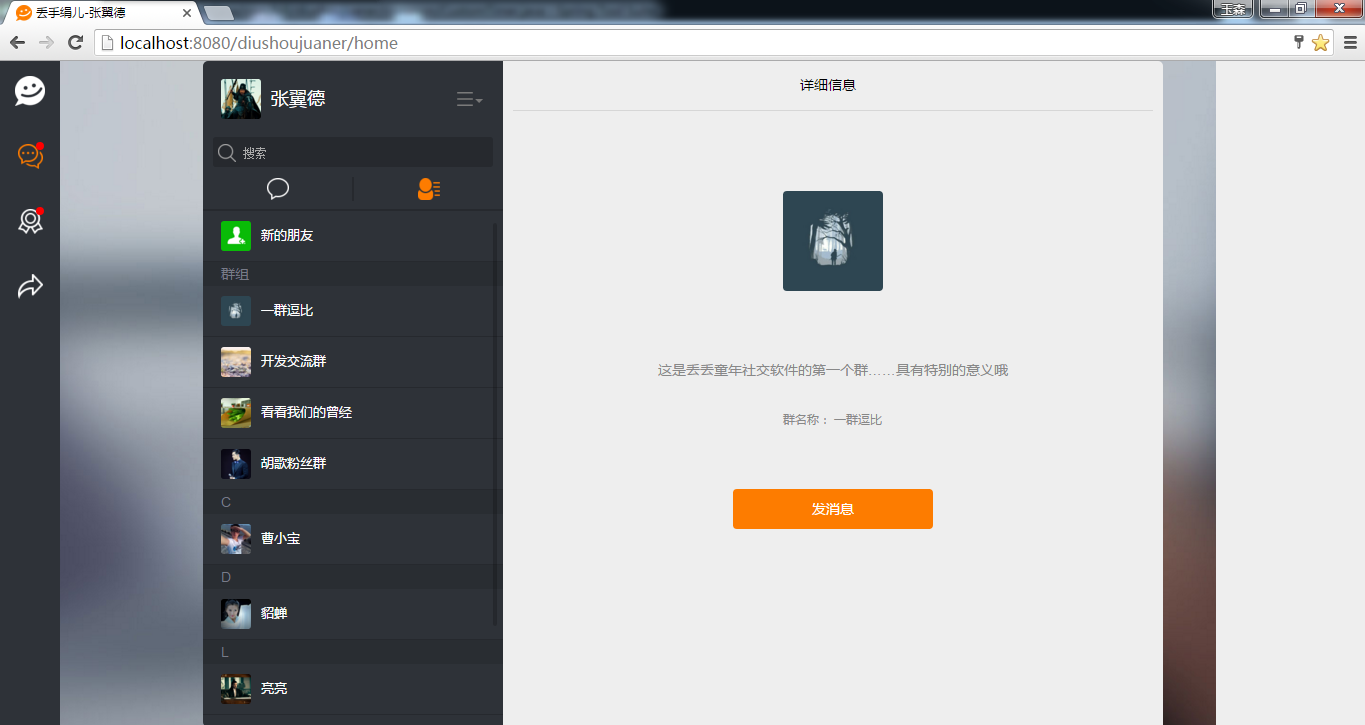 丢手绢儿-张翼德
玉森
localhost:8080/diushoujuaner/home
张翼德
搜索
新的朋友
群组
一群逗比
开发交流群
看看我们的曾经
胡歌粉丝群
C
曹小宝
D
貂蝉
L
亮亮
详细信息
这是丢丢童年社交软件的第一个群……具有特别的意义哦
群名称： 一群逗比
发消息